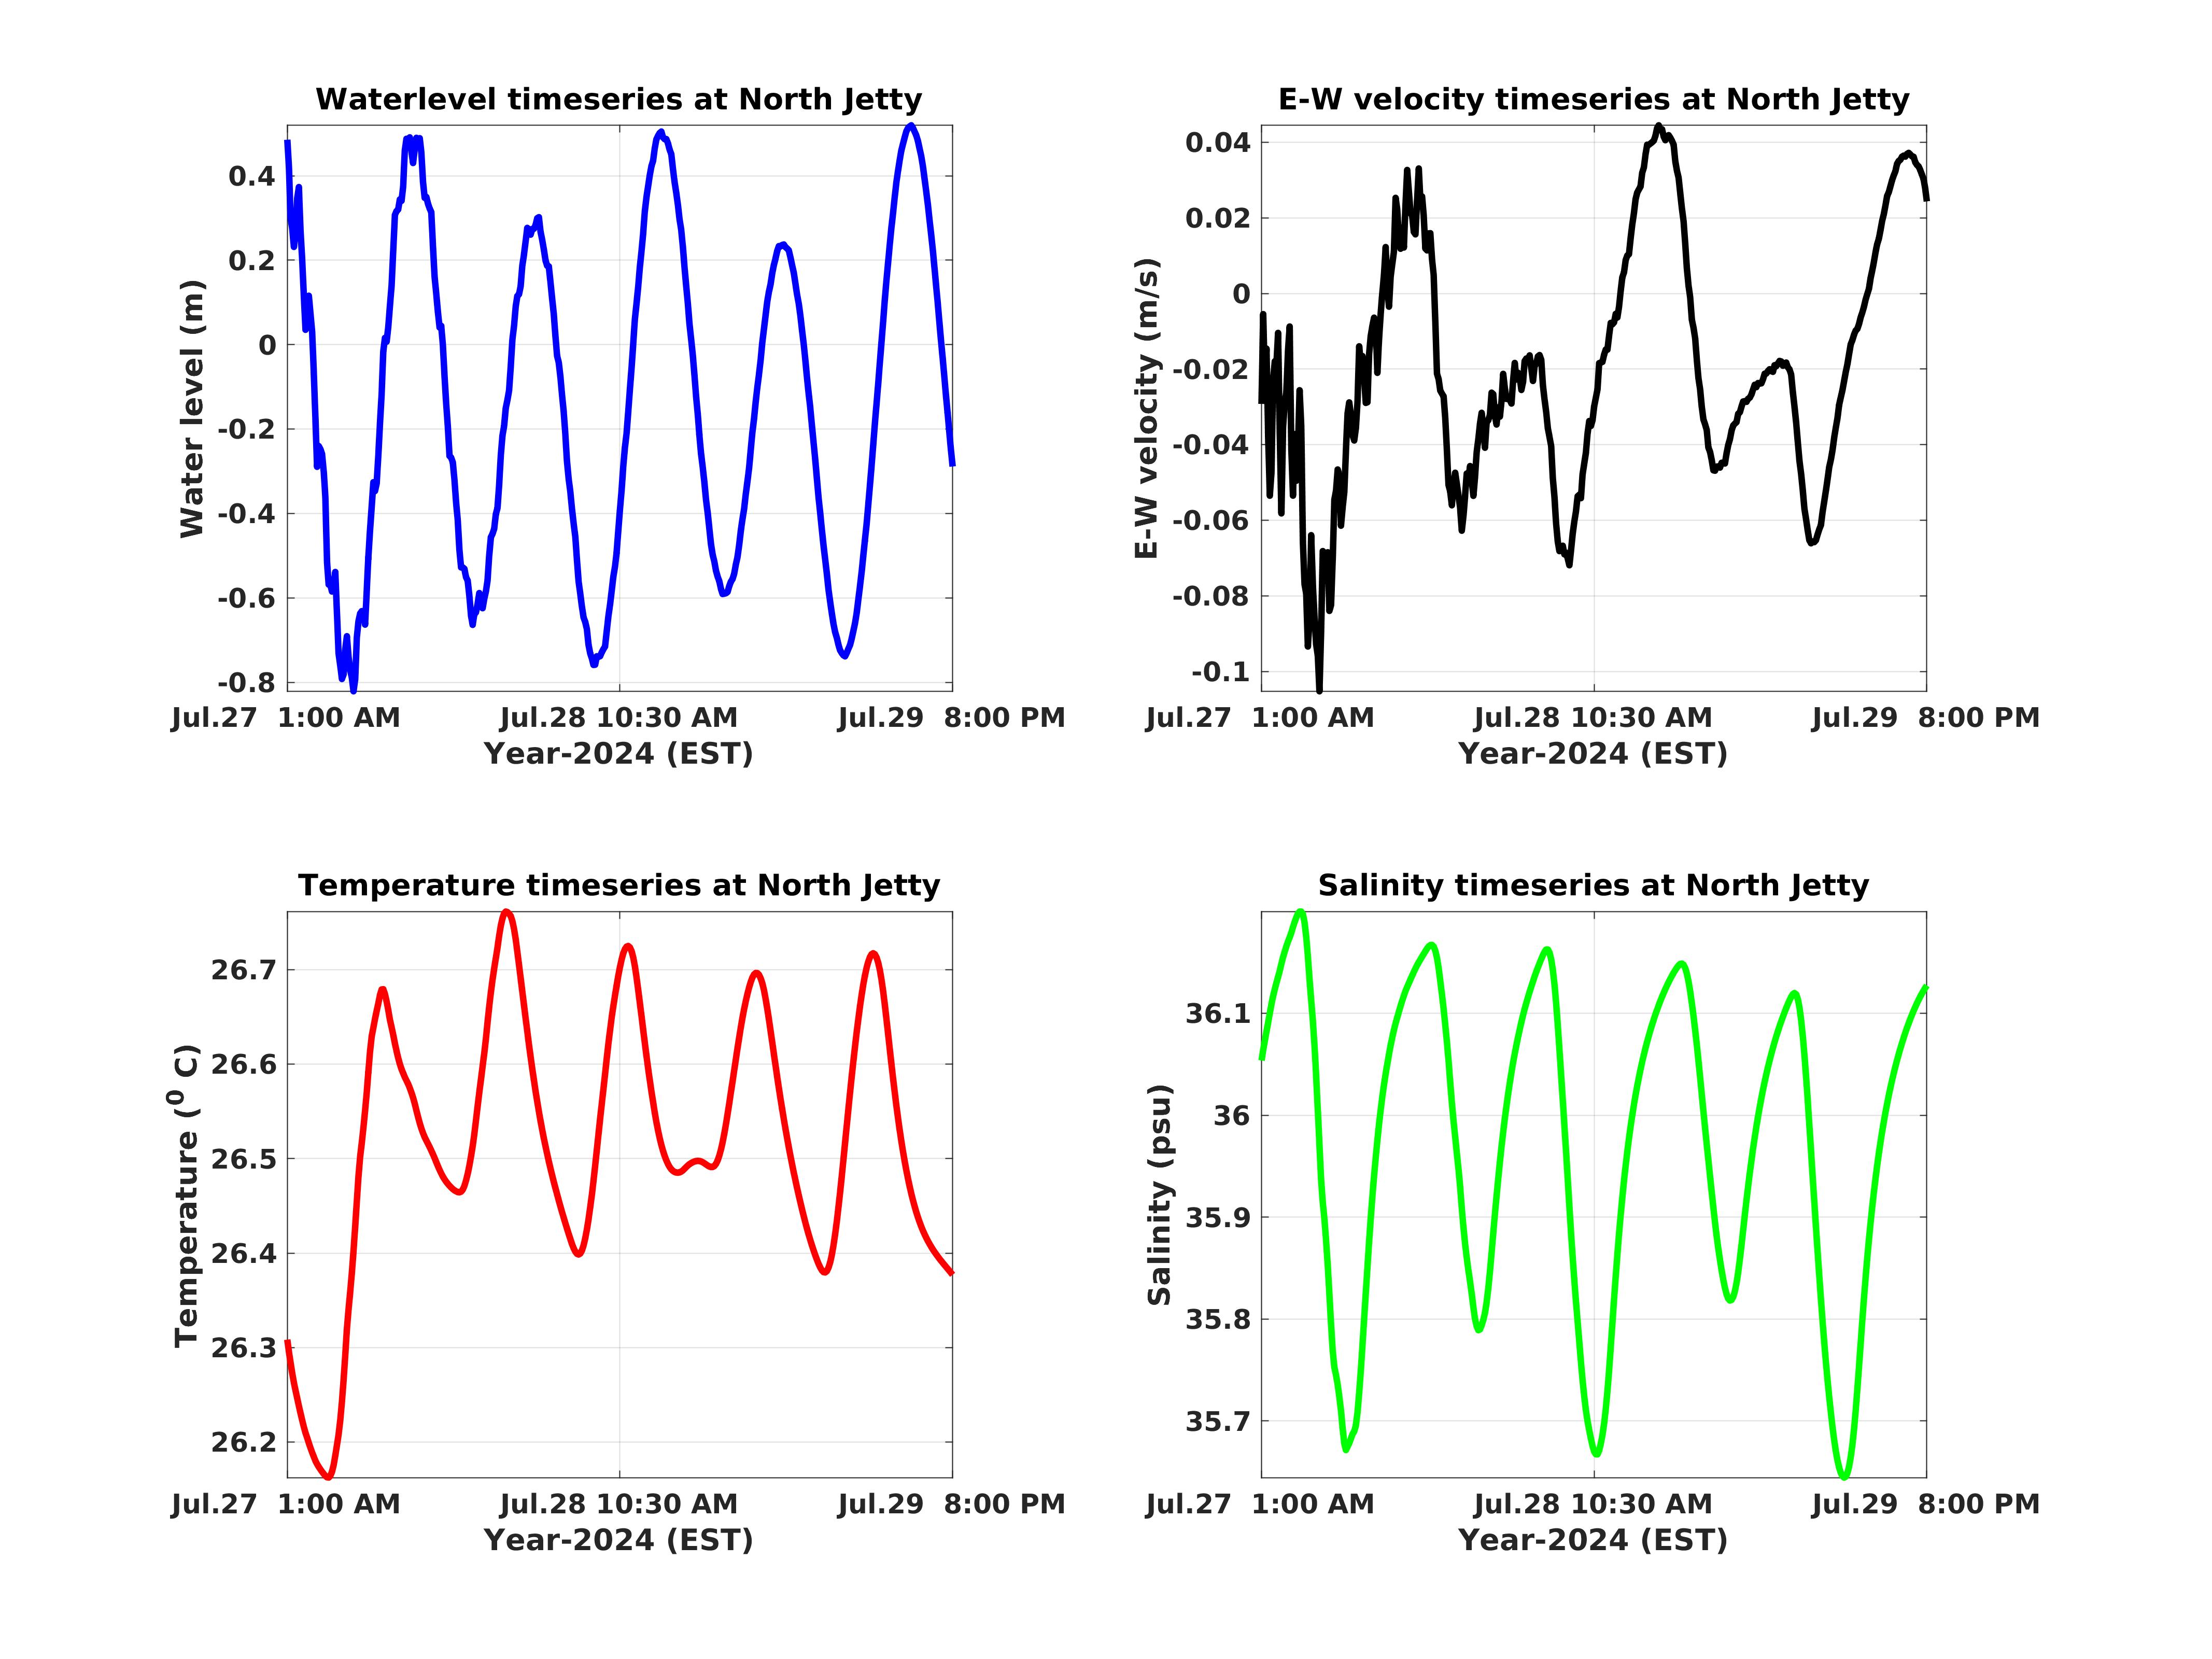 Waterlevel timeseries at North Jetty
Water level (m)
0.4
0.2
0
-0.2
-0.4
-0.6
-0.8
Jul.27 1:00 AM Jul.28 10:30 AM Jul.29 8:00 PM
Year-2024 (EST)
E-W velocity timeseries at North Jetty
E-W velocity (m/s)
0.04
0.02
0
-0.02
-0.04
-0.06
-0.08
-0.1
Jul.27 1:00 AM Jul.28 10:30 AM Jul.29 8:00 PM
Year-2024 (EST)
Temperature timeseries at North Jetty
Temperature (⁰ C)
26.7
26.6
26.5
26.4
26.3
26.2
Jul.27 1:00 AM Jul.28 10:30 AM Jul.29 8:00 PM
Year-2024 (EST)
Salinity timeseries at North Jetty
Salinity (psu)
36.1
36
35.9
35.8
35.7
Jul.27 1:00 AM Jul.28 10:30 AM Jul.29 8:00 PM
Year-2024 (EST)